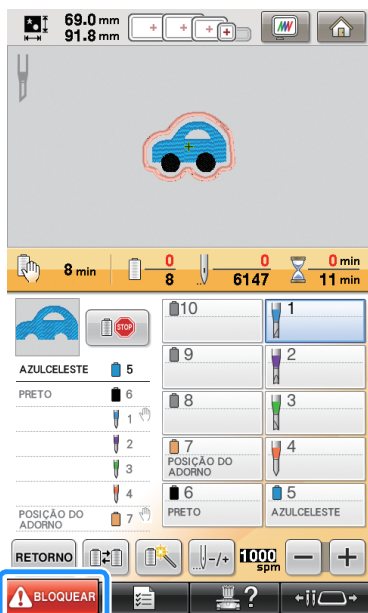 69.0 mm
91.8 mm
8 min
0
8
0
6147
0 min
11 min
STOP
AZULCELESTE 5
PRETO 6
1
2
3
4
POSIÇÃO DO
ADORNO 7
10
1
9
2
8
3
7
POSIÇÃO DO
ADORNO
4
6
PRETO
5
AZULCELESTE
RETORNO
-/+
1000
spm
- +
BLOQUEAR
?